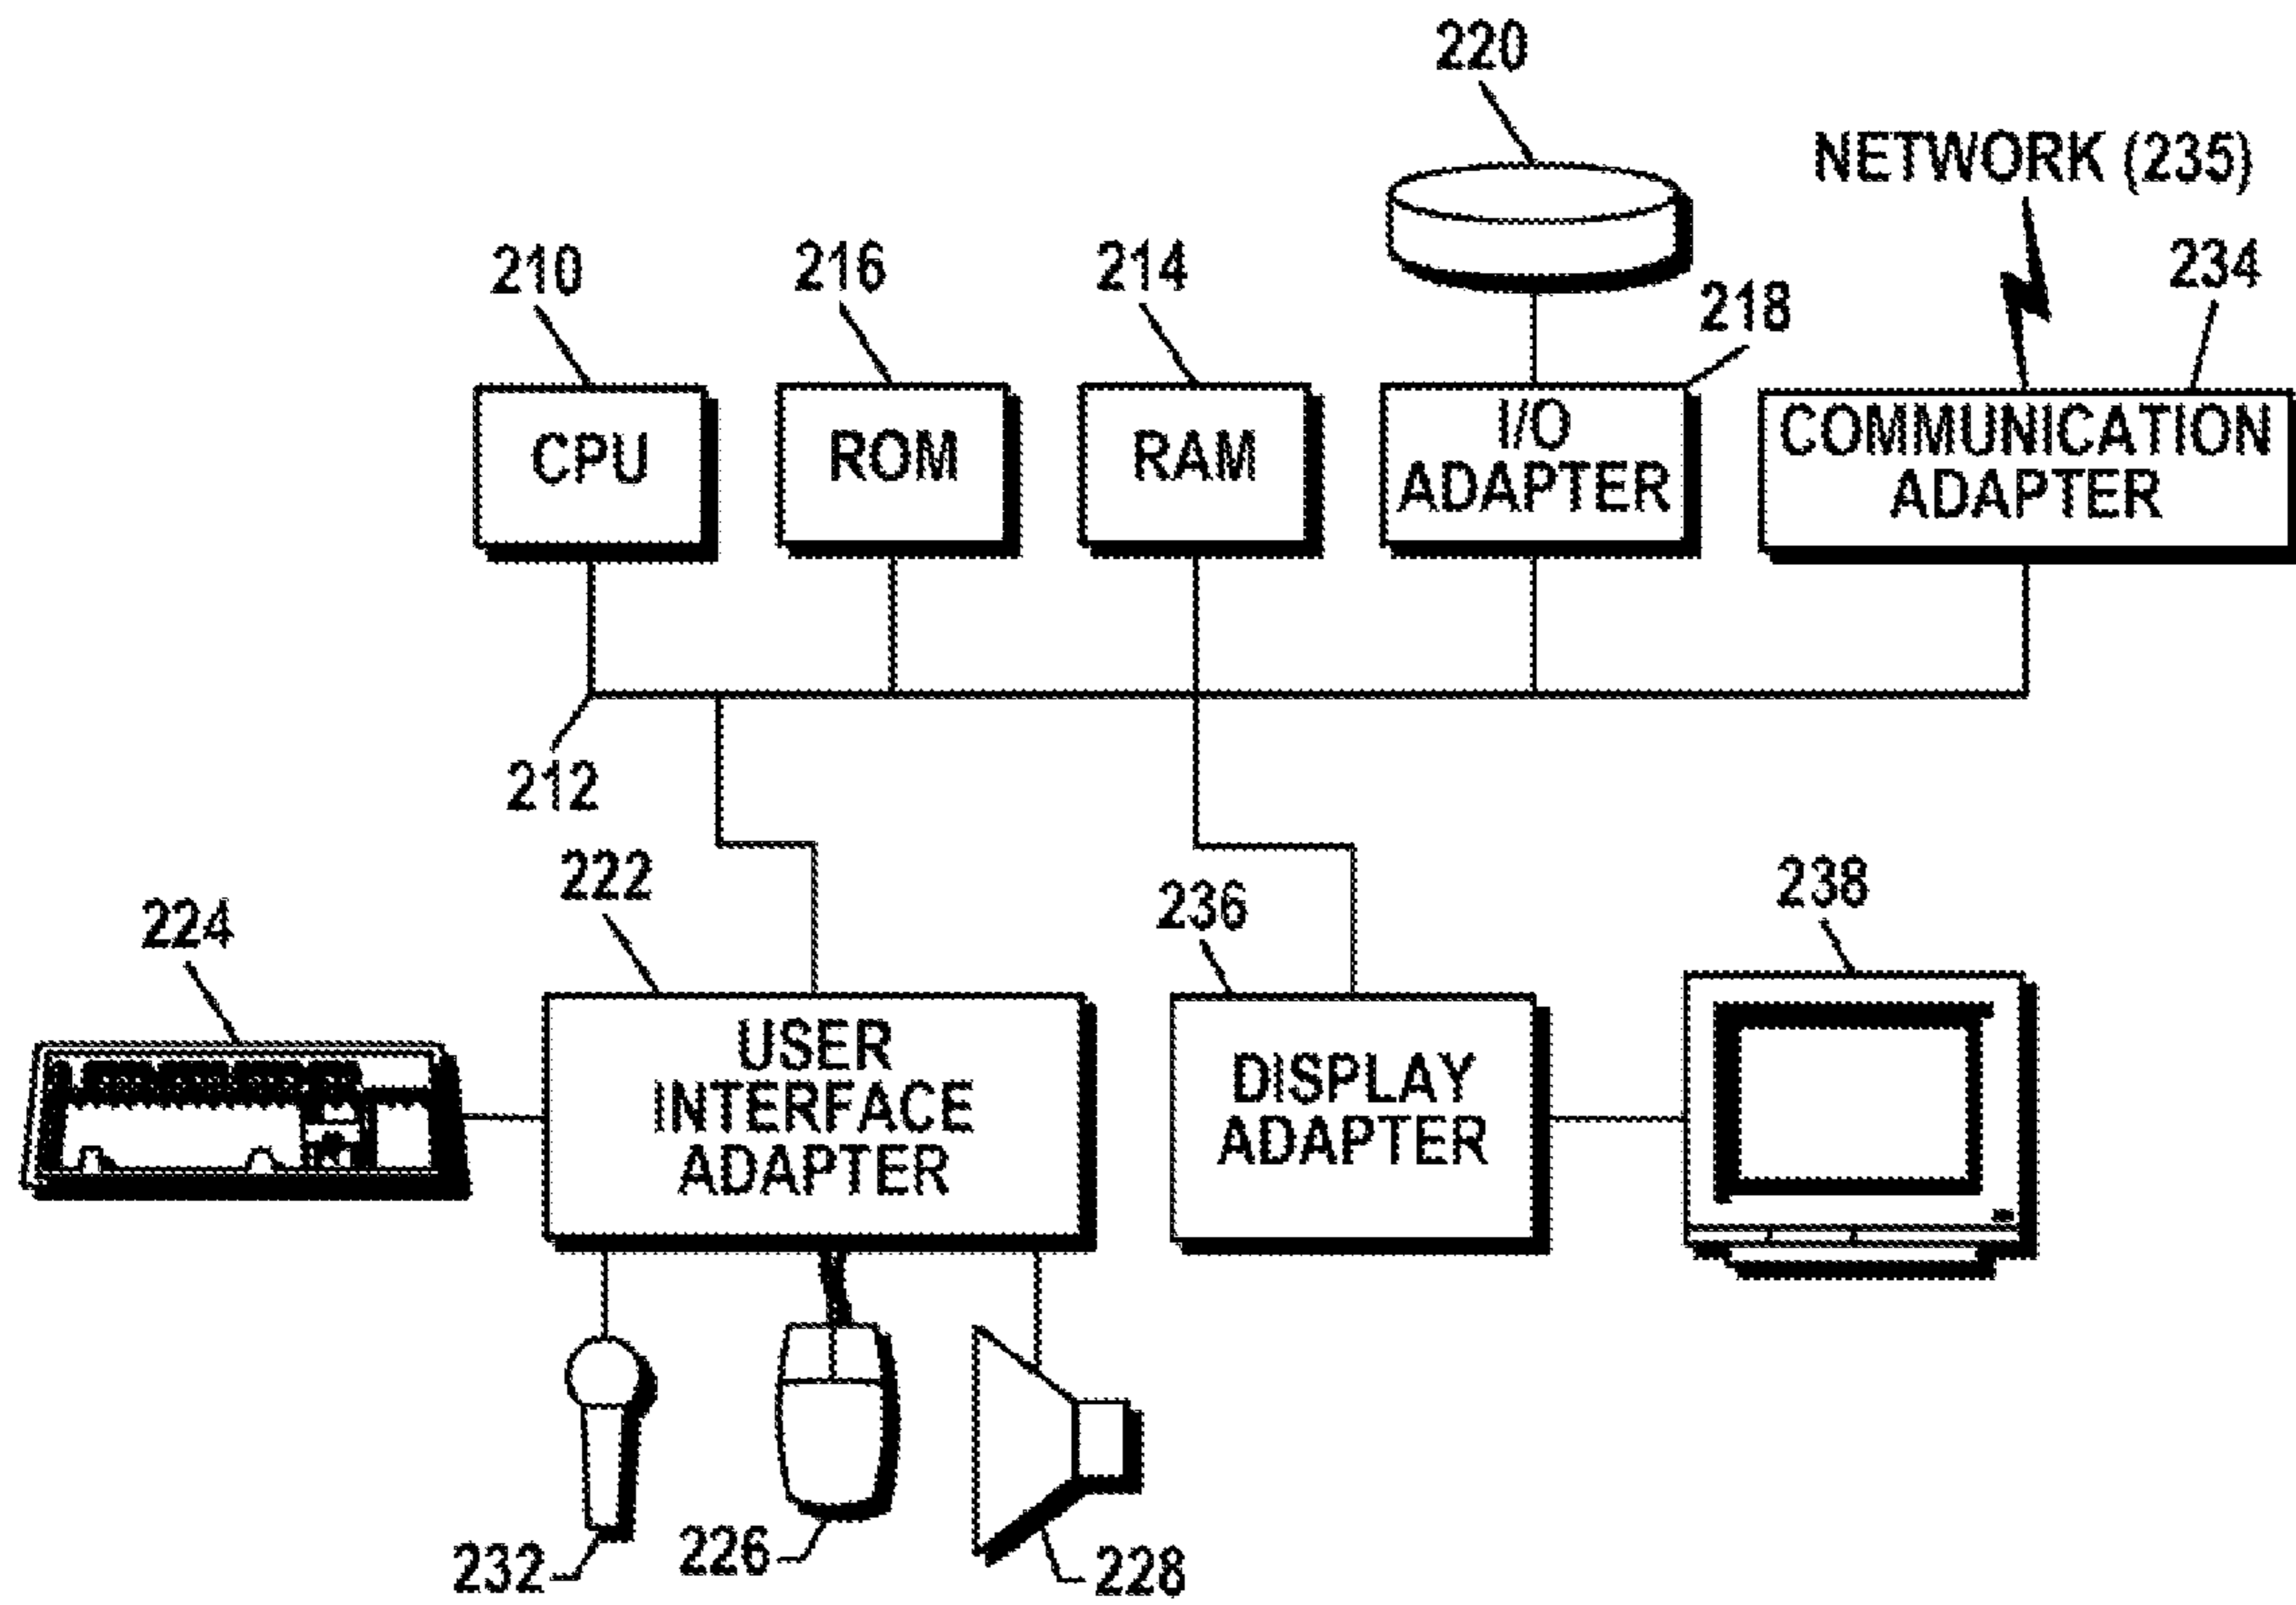 220
NETWORK (235)
210
216
214
218
234
CPU
ROM
RAM
I/O
ADAPTER
COMMUNICATION
ADAPTER
212
222
224
236
238
USER
INTERFACE
ADAPTER
DISPLAY
ADAPTER
232
226
228